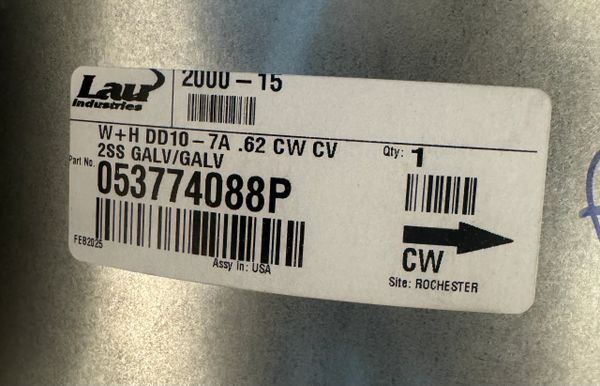 Lau
Industries
2000-15
W+H DD10-7A .62 CW CV
2SS GALV/GALV
Part No.
053774088P
Qty: 1
FEB2025
Assy In: USA
CW
Site: ROCHESTER